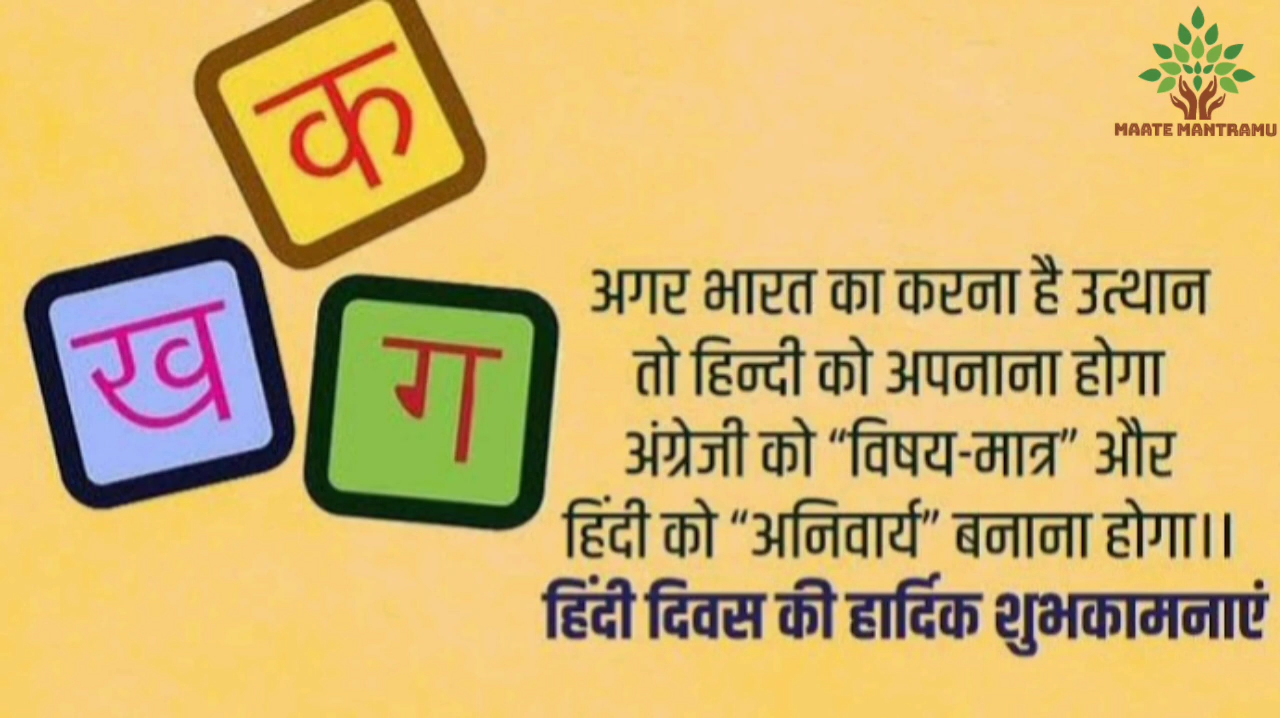 क
MAATE MANTRAMU
ख
ग
अगर भारत का करना है उत्थान
तो हिन्दी को अपनाना होगा
अंग्रेजी को “विषय-मात्र” और
हिंदी को “अनिवार्य” बनाना होगा।।
हिंदी दिवस की हार्दिक शुभकामनाएं